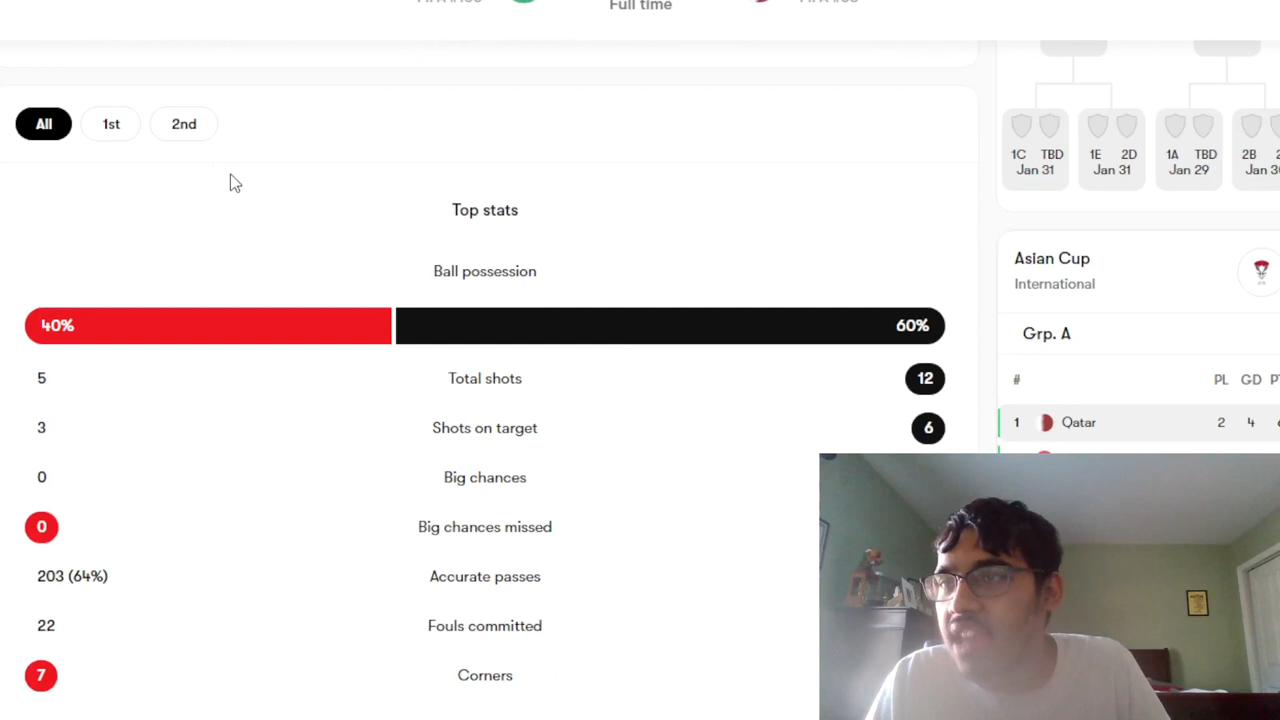 Full time
All 1st 2nd
Top stats
Ball possession
40% 60%
5 Total shots 12
3 Shots on target 6
0 Big chances
0 Big chances missed
203 (64%) Accurate passes
22 Fouls committed
7 Corners
1C TBD 1E 2D 1A TBD 2B
Jan 31 Jan 31 Jan 29
Asian Cup
International
Grp. A
# PL GD
1 Qatar 2 4